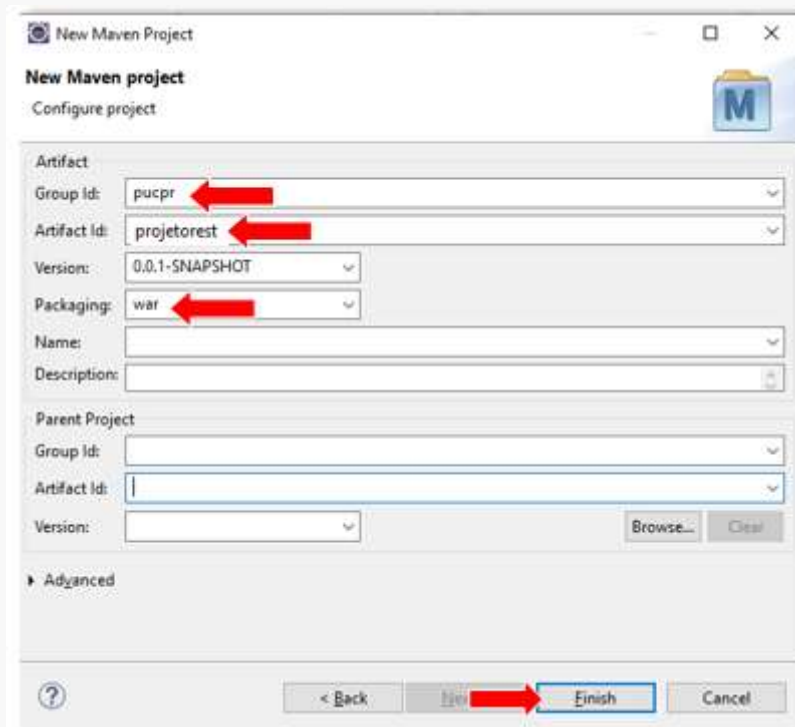 New Maven Project
New Maven project
Configure project
M
Artifact
Group Id: pucpr
Artifact Id: projetorest
Version: 0.0.1-SNAPSHOT
Packaging: war
Name:
Description:
Parent Project
Group Id:
Artifact Id:
Version: Browse... Clear
Advanced
? < Back Finish Cancel